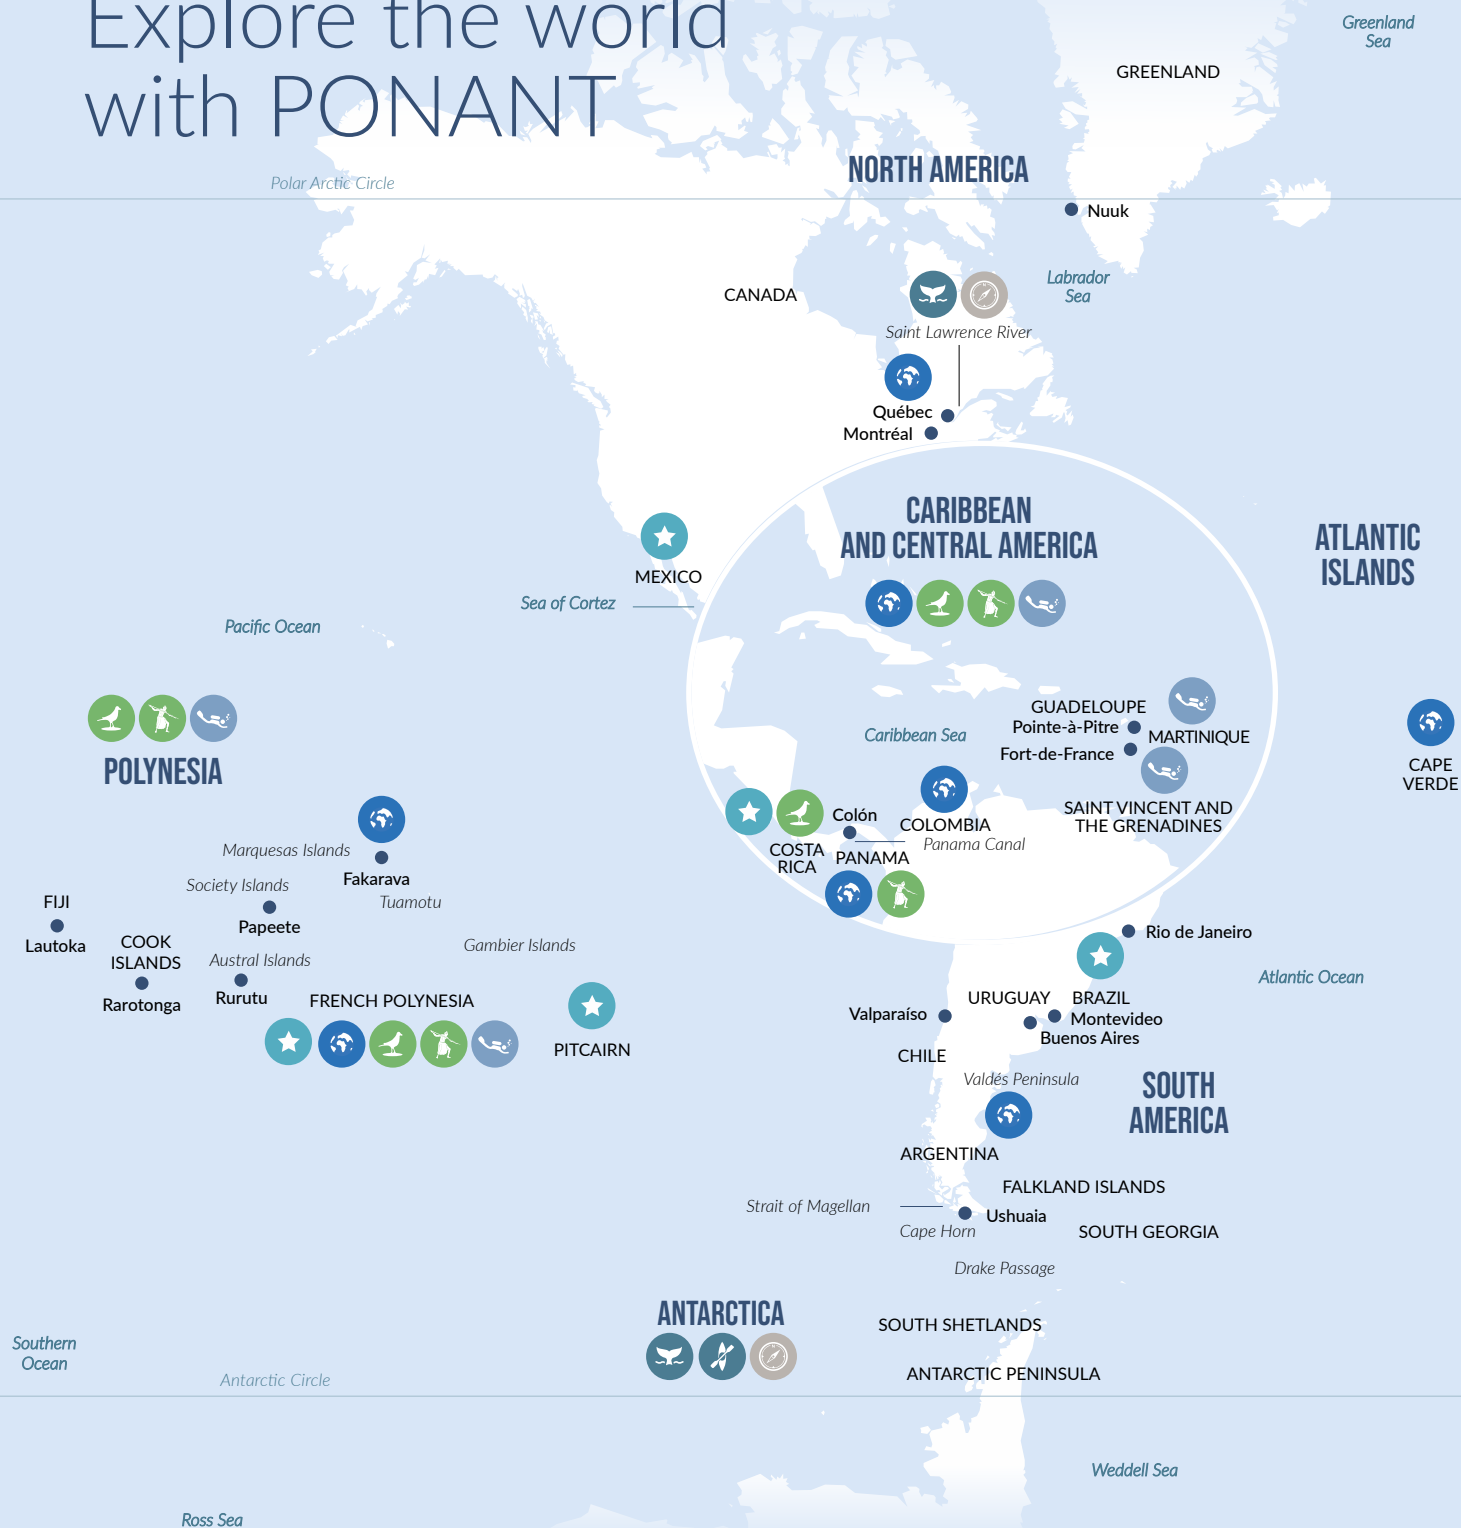 Explore the world
with PONANT
Greenland
Sea
GREENLAND
NORTH AMERICA
Polar Arctic Circle
Nuuk
CANADA
Labrador
Sea
Saint Lawrence River
Québec
Montréal
CARIBBEAN
AND CENTRAL AMERICA
ATLANTIC
ISLANDS
MEXICO
Sea of Cortez
Pacific Ocean
GUADELOUPE
Pointe-à-Pitre
MARTINIQUE
Caribbean Sea
Fort-de-France
CAPE
VERDE
POLYNESIA
SAINT VINCENT AND
THE GRENADINES
Colón
COLOMBIA
Panama Canal
COSTA
RICA
PANAMA
Marquesas Islands
Fakarava
Society Islands
Tuamotu
FIJI
Lautoka
Papeete
COOK
ISLANDS
Rarotonga
Austral Islands
Rurutu
Gambier Islands
FRENCH POLYNESIA
PITCAIRN
Rio de Janeiro
Atlantic Ocean
URUGUAY
BRAZIL
Valparaíso
Montevideo
Buenos Aires
CHILE
Valdés Peninsula
SOUTH
AMERICA
ARGENTINA
FALKLAND ISLANDS
Strait of Magellan
Ushuaia
Cape Horn
SOUTH GEORGIA
Drake Passage
ANTARCTICA
SOUTH SHETLANDS
Southern
Ocean
Antarctic Circle
ANTARCTIC PENINSULA
Weddell Sea
Ross Sea